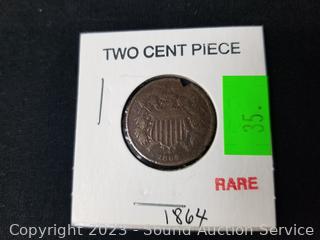 TWO CENT PIECE
35.
RARE
1864
Copyright 2023 - Sound Auction Service